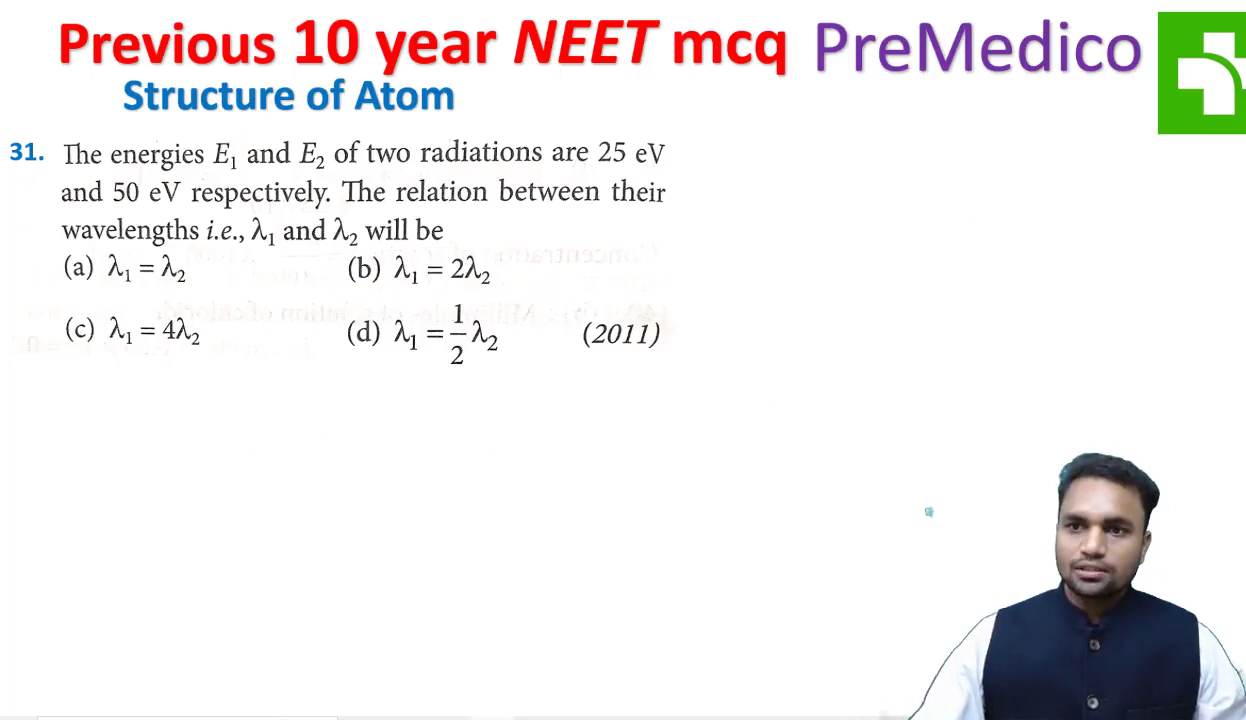 Previous 10 year NEET mcq PreMedico
Structure of Atom
31. The energies E₁ and E₂ of two radiations are 25 eV
and 50 eV respectively. The relation between their
wavelengths i.e., λ₁ and λ₂ will be
(a) λ₁ = λ₂ (b) λ₁ = 2λ₂
(c) λ₁ = 4λ₂ (d) λ₁ = 1/2 λ₂ (2011)